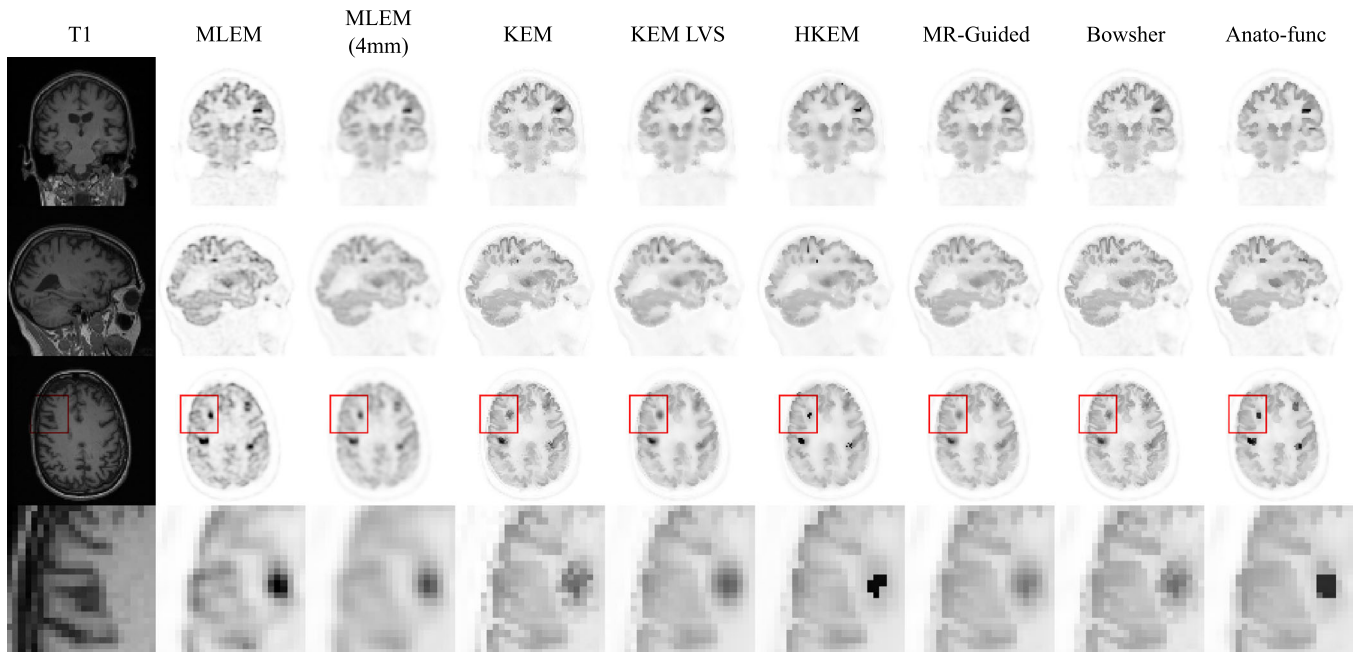 T1
MLEM
MLEM
(4mm)
KEM
KEM LVS
HKEM
MR-Guided
Bowsher
Anato-func